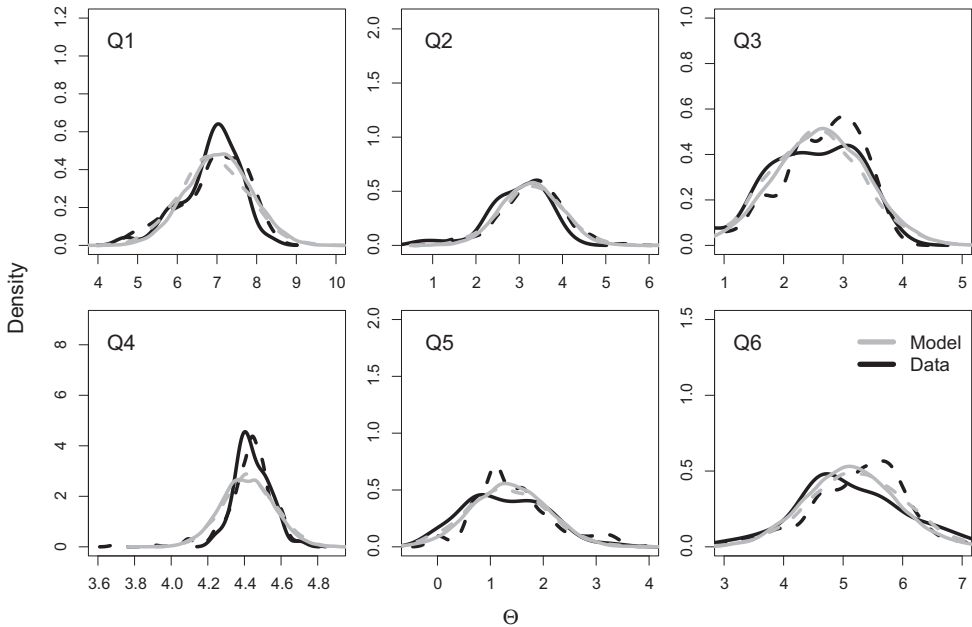 Density
Q1
0.0 0.2 0.4 0.6 0.8 1.0 1.2
4 5 6 7 8 9 10
Q2
0.0 0.5 1.0 1.5 2.0
1 2 3 4 5 6
Q3
0.0 0.2 0.4 0.6 0.8 1.0
1 2 3 4 5
Q4
0 2 4 6 8
3.6 3.8 4.0 4.2 4.4 4.6 4.8
Q5
0.0 0.5 1.0 1.5 2.0
0 1 2 3 4
Q6
Model
Data
0.0 0.5 1.0 1.5
3 4 5 6 7
Θ